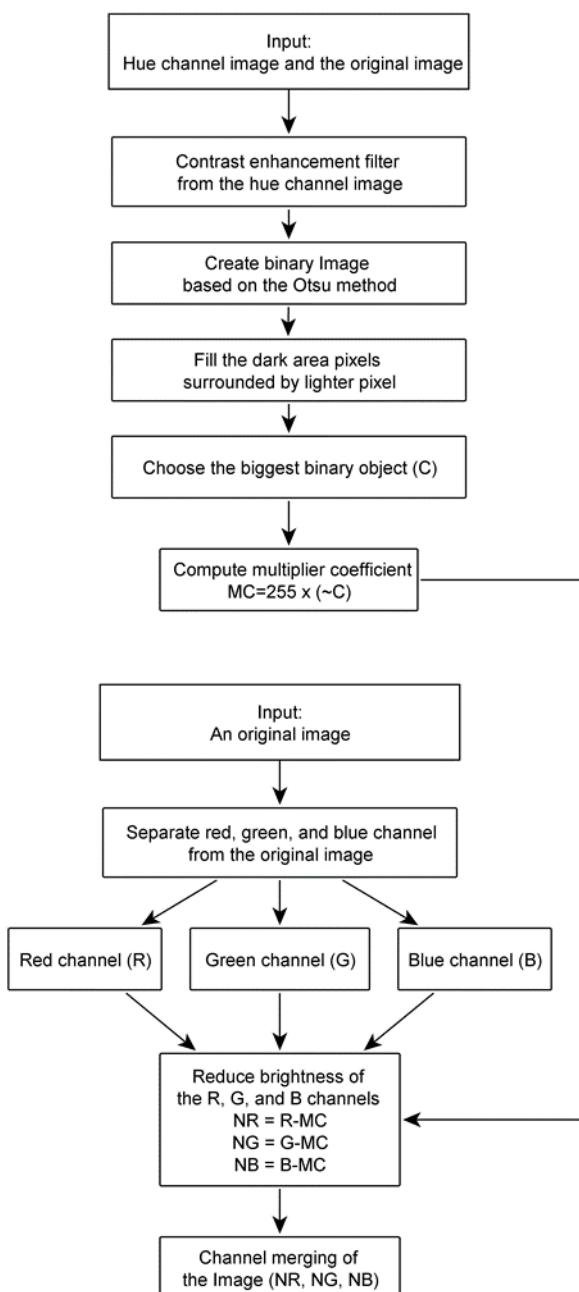 Input:
Hue channel image and the original image
Contrast enhancement filter
from the hue channel image
Create binary Image
based on the Otsu method
Fill the dark area pixels
surrounded by lighter pixel
Choose the biggest binary object (C)
Compute multiplier coefficient
MC=255 x (~C)
Input:
An original image
Separate red, green, and blue channel
from the original image
Red channel (R)
Green channel (G)
Blue channel (B)
Reduce brightness of
the R, G, and B channels
NR = R-MC
NG = G-MC
NB = B-MC
Channel merging of
the Image (NR, NG, NB)